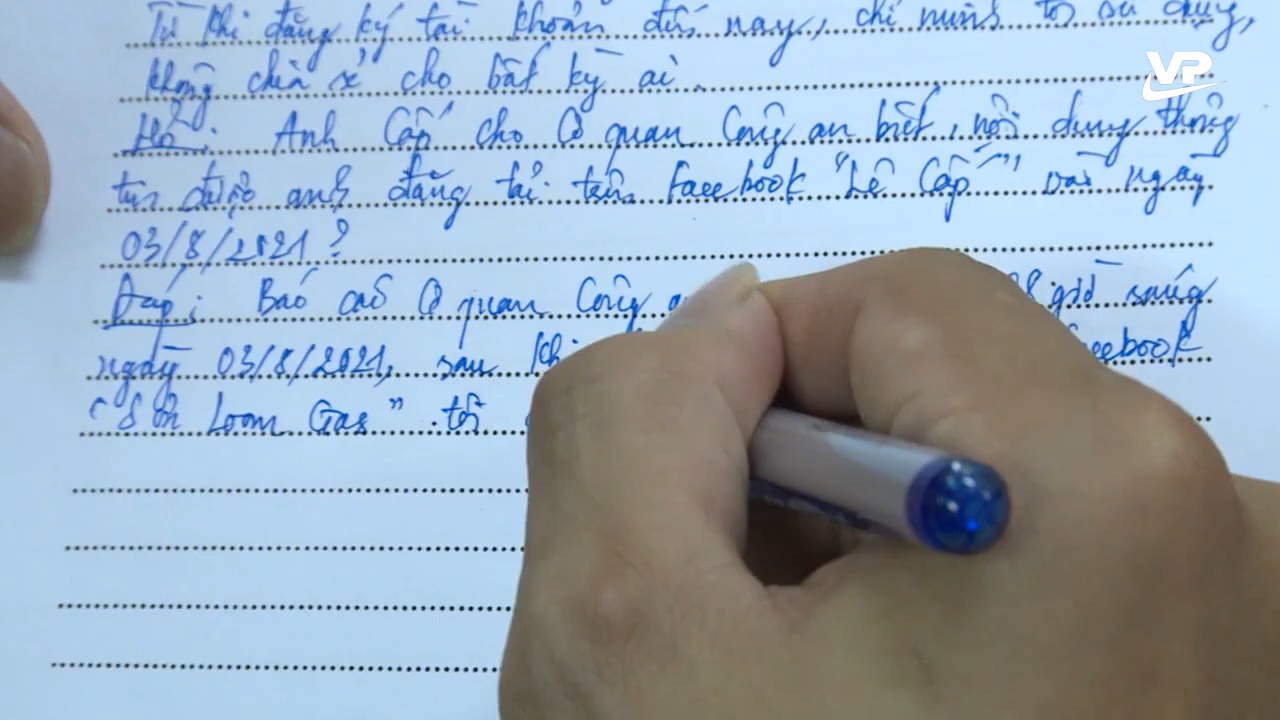 Từ khi đăng ký tài khoản đến nay, chỉ mình tôi sử dụng,
không chia sẻ cho bất kỳ ai.
Hỏi: Anh Cấp cho Cơ quan Công an biết, nội dung thông
tin được anh đăng tải trên Facebook "Lê Cấp" vào ngày
03/8/2021?
Đáp: Báo cáo Cơ quan Công giờ sáng
ngày 03/8/2021, sau khi
Loom Gas" tôi
VP